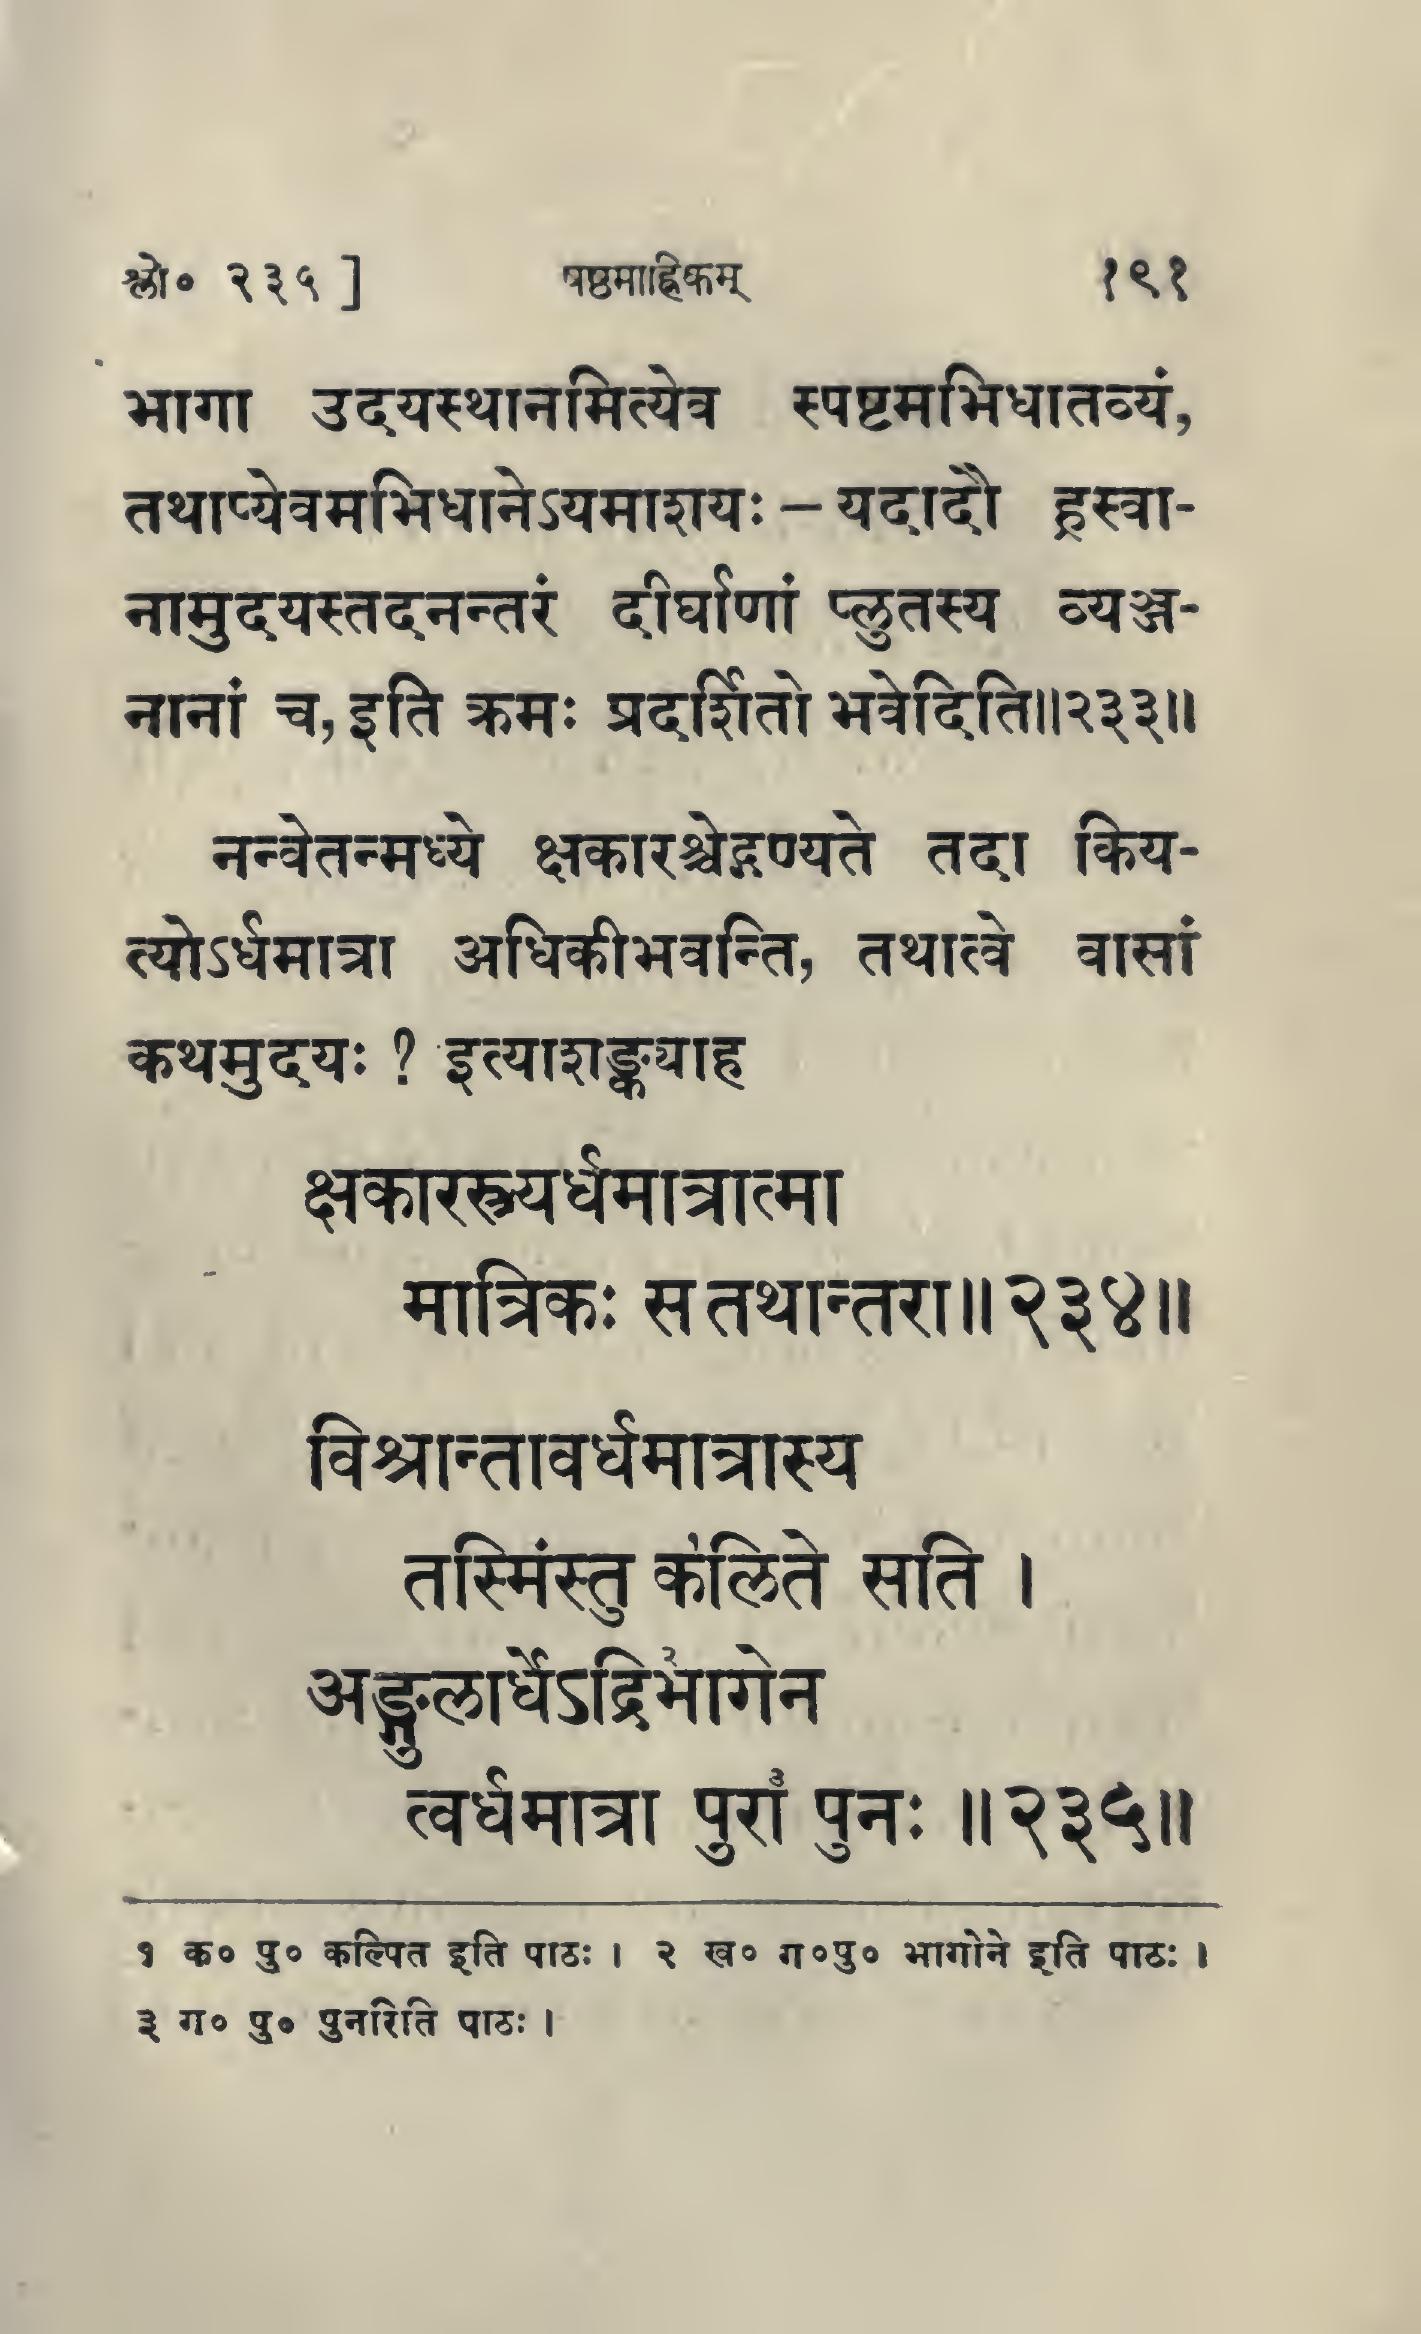 श्लो० २३५ ] षष्ठमाह्निकम् १९१
भागा उदयस्थानमित्येव स्पष्टमभिधातव्यं,
तथाप्येवमभिधानेऽयमाशयः – यदादौ ह्रस्वा-
नामुदयस्तदनन्तरं दीर्घाणां प्लुतस्य व्यञ्ज-
नानां च, इति क्रमः प्रदर्शितो भवेदिति॥२३३॥
नन्वेतन्मध्ये क्षकारश्चेद्गण्यते तदा किय-
त्योऽर्धमात्रा अधिकीभवन्ति, तथात्वे वासां
कथमुदयः ? इत्याशङ्क्याह
क्षकारस्त्र्यर्धमात्रात्मा
मात्रिकः स तथान्तरा॥२३४॥
विश्रान्तावर्धमात्रास्य
तस्मिंस्तु क१लिते सति ।
अङ्गुलार्धेऽद्रिभा२गेन
त्वर्धमात्रा पुरा३ पुनः ॥२३५॥
१ क० पु० कल्पित इति पाठः । २ ख० ग०पु० भागोने इति पाठः ।
३ ग० पु० पुनरिति पाठः ।